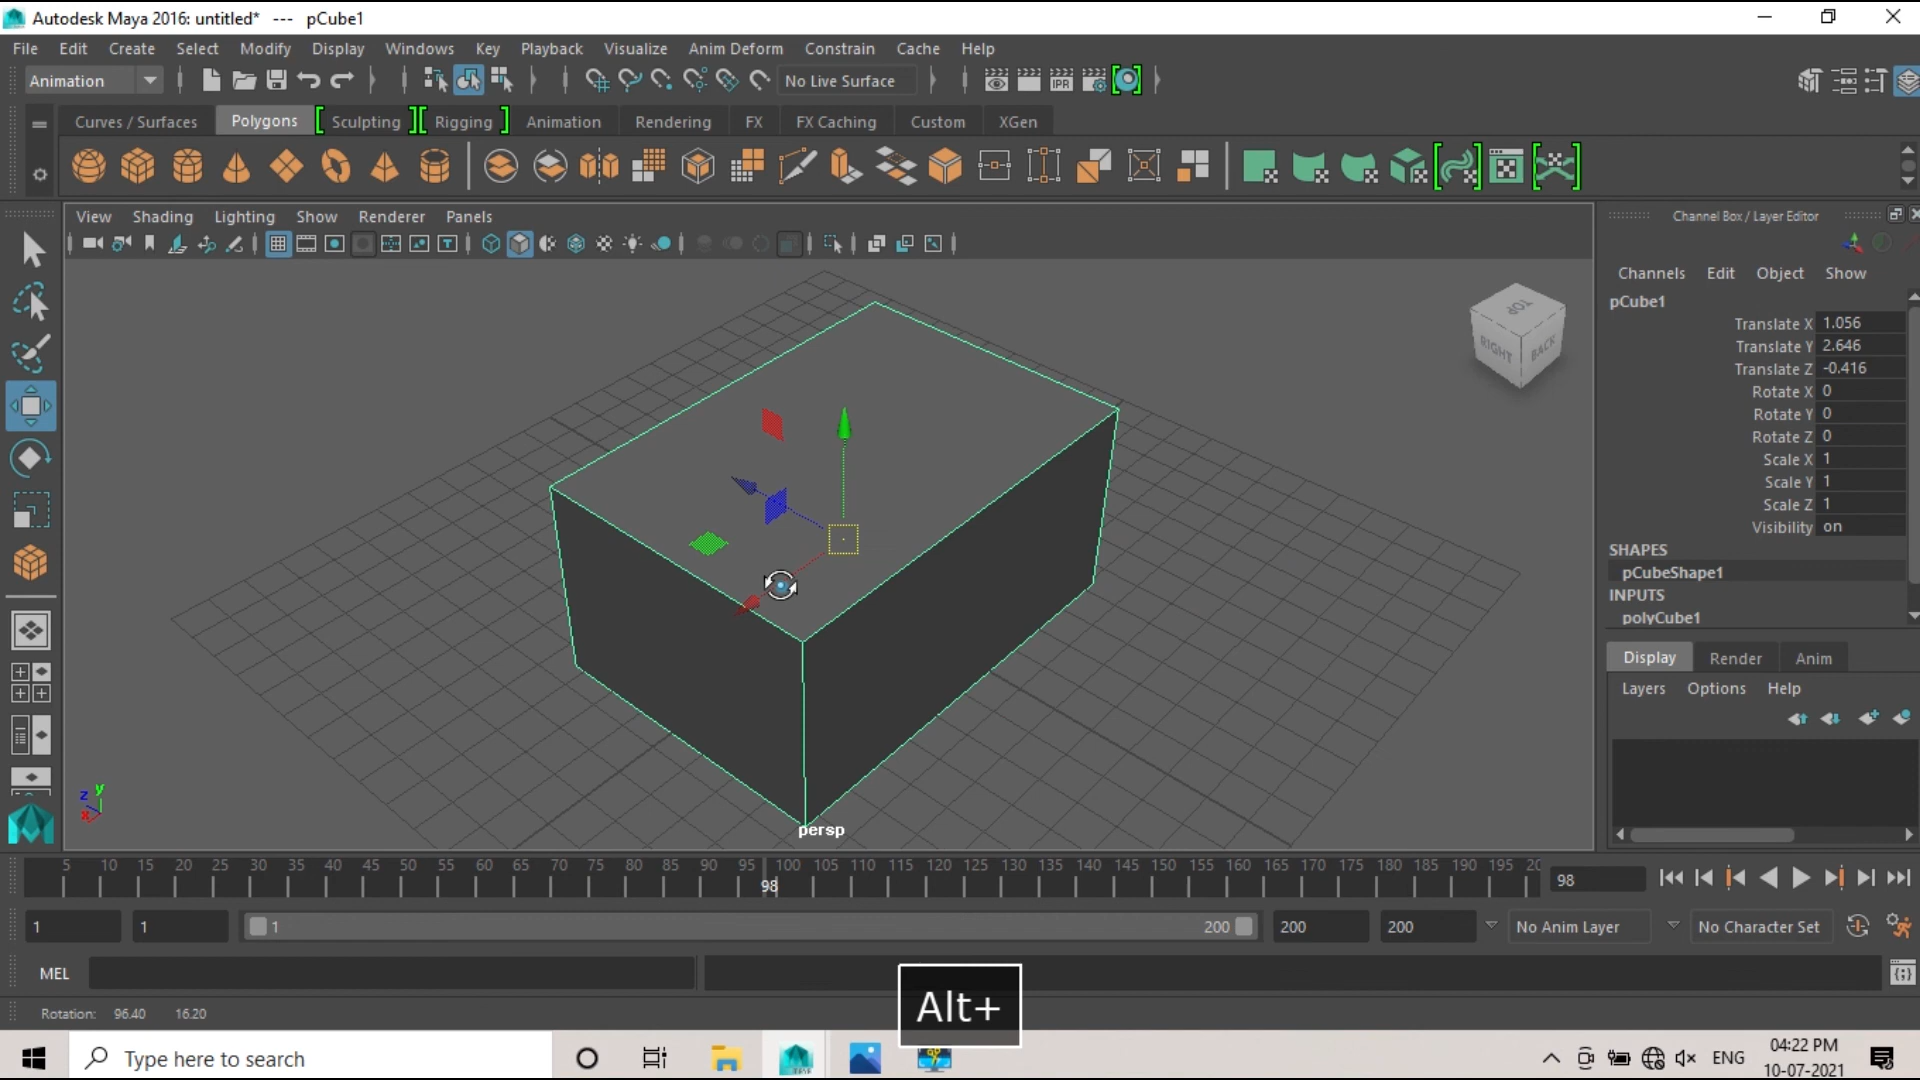 Autodesk Maya 2016: untitled* --- pCube1
File Edit Create Select Modify Display Windows Key Playback Visualize Anim Deform Constrain Cache Help
Animation No Live Surface IPR
Curves / Surfaces Polygons Sculpting Rigging Animation Rendering FX FX Caching Custom XGen
View Shading Lighting Show Renderer Panels
Channel Box / Layer Editor
Channels Edit Object Show
pCube1
Translate X 1.056
Translate Y 2.646
Translate Z -0.416
Rotate X 0
Rotate Y 0
Rotate Z 0
Scale X 1
Scale Y 1
Scale Z 1
Visibility on
SHAPES
pCubeShape1
INPUTS
polyCube1
TOP
RIGHT BACK
Display Render Anim
Layers Options Help
z y
x
persp
5 10 15 20 25 30 35 40 45 50 55 60 65 70 75 80 85 90 95 100 105 110 115 120 125 130 135 140 145 150 155 160 165 170 175 180 185 190 195 20
98 98
1 1 1 200 200 200 No Anim Layer No Character Set
MEL
Alt+
Rotation: 96.40 16.20
Type here to search
ENG
04:22 PM
10-07-2021